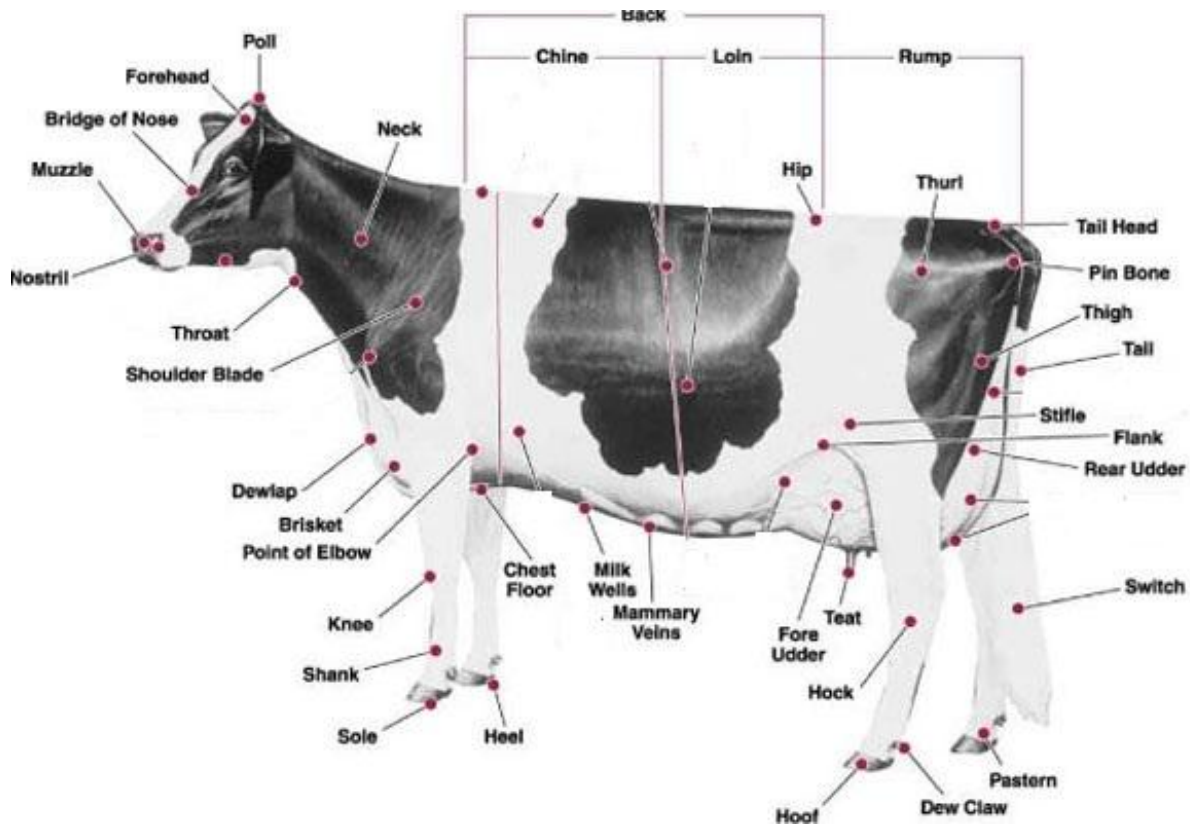 Back
Chine
Loin
Rump
Poll
Forehead
Bridge of Nose
Muzzle
Neck
Hip
Thurl
Tail Head
Nostril
Pin Bone
Throat
Thigh
Shoulder Blade
Tail
Stifle
Flank
Rear Udder
Dewlap
Brisket
Point of Elbow
Chest
Floor
Milk
Wells
Mammary
Veins
Teat
Fore
Udder
Switch
Knee
Shank
Hock
Sole
Heel
Pastern
Hoof
Dew Claw